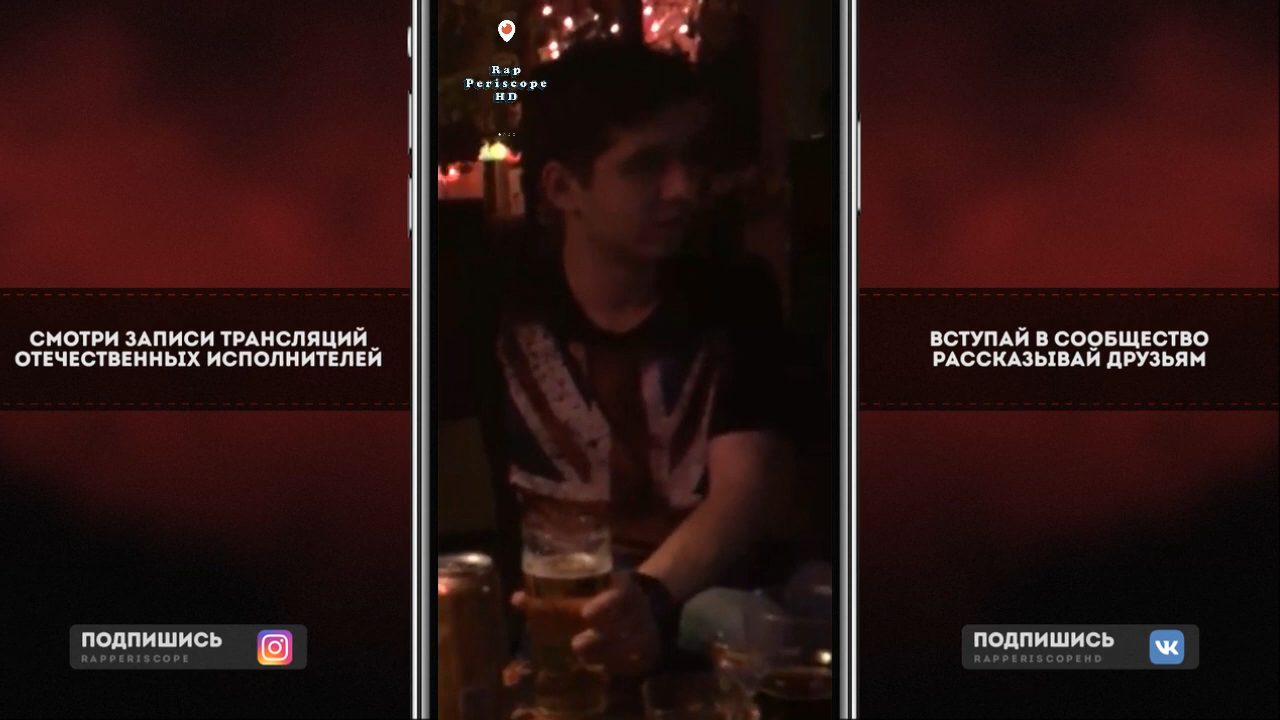 Rap
Periscope
HD
СМОТРИ ЗАПИСИ ТРАНСЛЯЦИЙ
ОТЕЧЕСТВЕННЫХ ИСПОЛНИТЕЛЕЙ
ВСТУПАЙ В СООБЩЕСТВО
РАССКАЗЫВАЙ ДРУЗЬЯМ
ПОДПИШИСЬ
RAPPERISCOPE
ПОДПИШИСЬ
RAPPERISCOPEHD